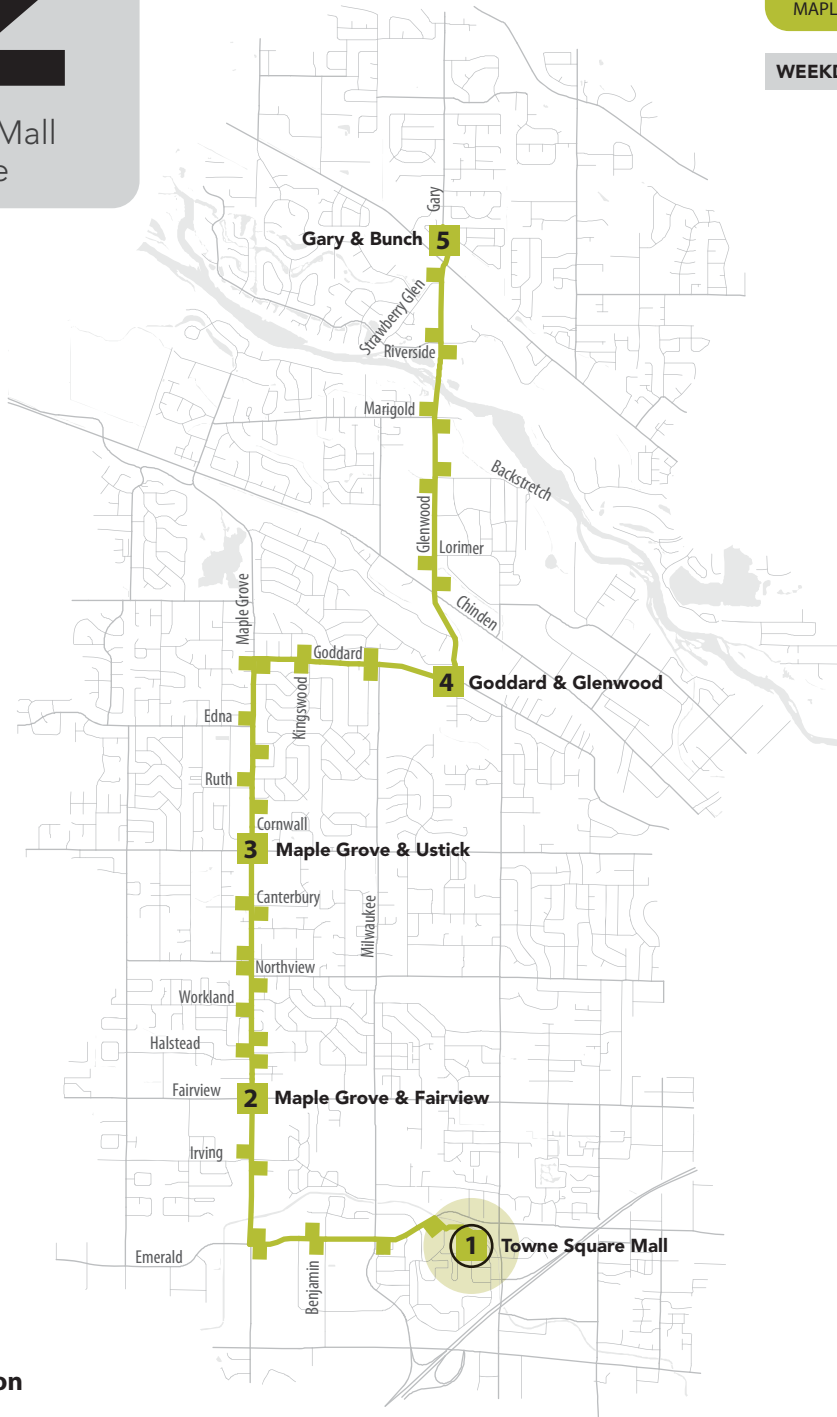 2
Mall
e
MAPL
WEEKD
Gary
Gary & Bunch 5
Strawberry Glen
Riverside
Marigold
Backstretch
Glenwood
Lorimer
Chinden
Maple Grove
Goddard
Kingswood
4 Goddard & Glenwood
Edna
Ruth
Cornwall
3 Maple Grove & Ustick
Canterbury
Milwaukee
Northview
Workland
Halstead
Fairview
2 Maple Grove & Fairview
Irving
1 Towne Square Mall
Emerald
Benjamin
on